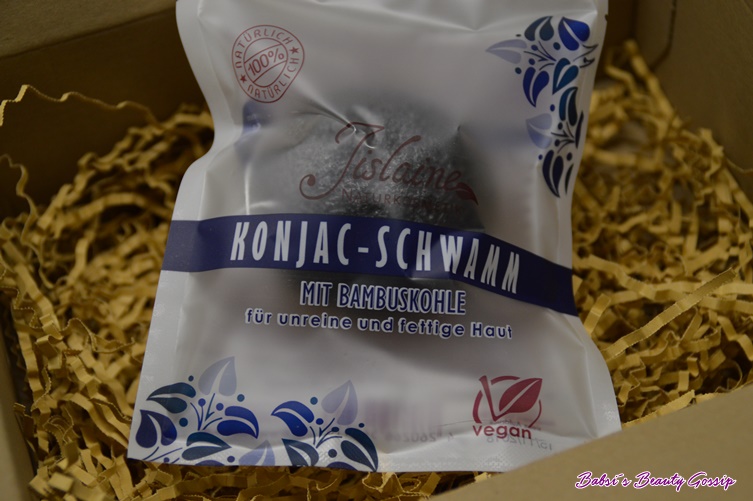 NATÜRLICH
100%
NATÜRLICH
Jislaine
KONJAC-SCHWAMM
MIT BAMBUSKOHLE
für unreine und fettige Haut
vegan
Babsi´s Beauty Gossip